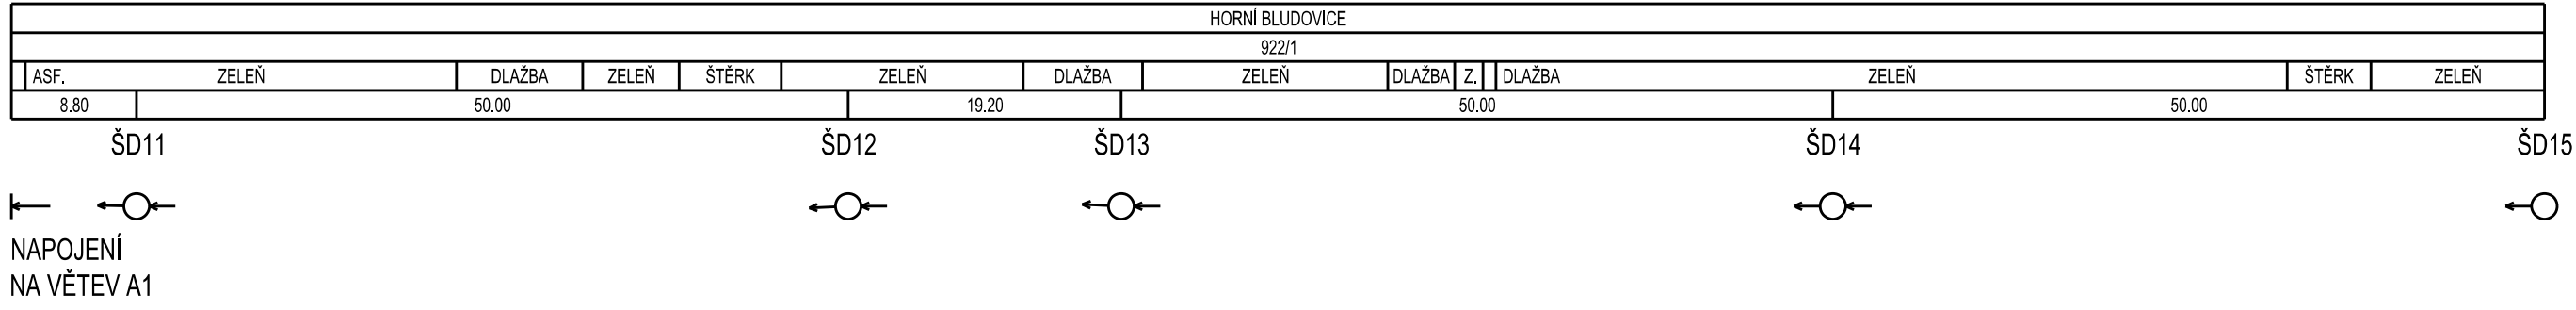 HORNÍ BLUDOVICE
922/1
ASF. ZELEŇ DLAŽBA ZELEŇ ŠTĚRK ZELEŇ DLAŽBA ZELEŇ DLAŽBA Z. DLAŽBA ZELEŇ ŠTĚRK ZELEŇ
8.80 50.00 19.20 50.00 50.00
ŠD11 ŠD12 ŠD13 ŠD14 ŠD15
NAPOJENÍ
NA VĚTEV A1